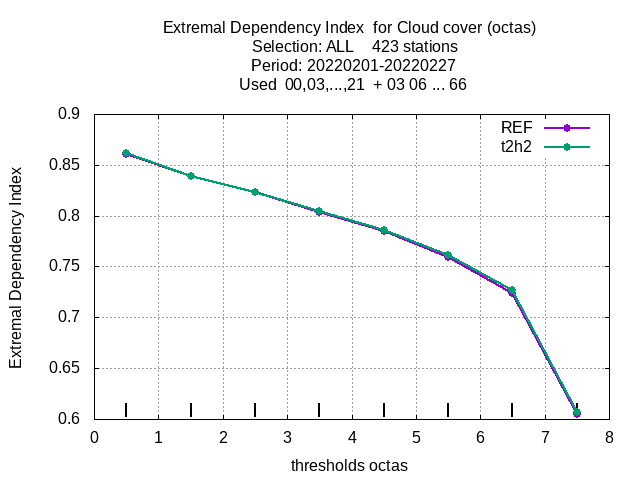 Extremal Dependency Index  for Cloud cover (octas)
Selection: ALL    423 stations
Period: 20220201-20220227
Used  00,03,...,21  + 03 06 ... 66
REF
t2h2
0.9
0.85
0.8
0.75
0.7
0.65
0.6
Extremal Dependency Index
0 1 2 3 4 5 6 7 8
thresholds octas